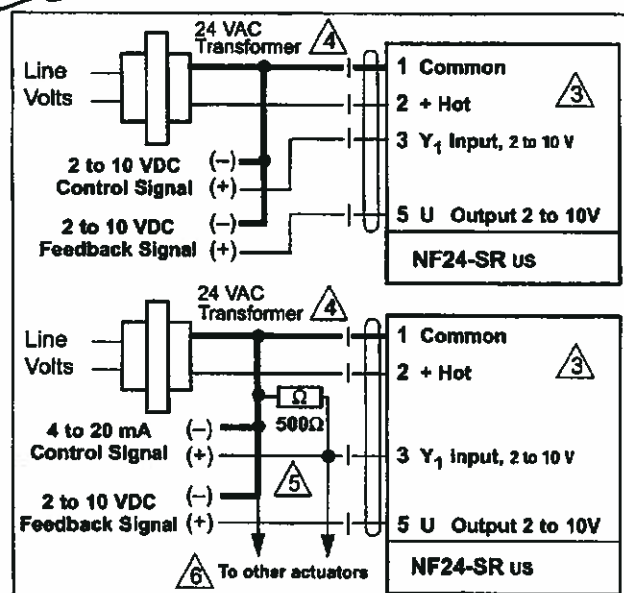 24 VAC
Transformer 4
Line
Volts
1 Common
2 + Hot
3
3 Y₁ Input, 2 to 10 V
2 to 10 VDC (–)
Control Signal (+)
2 to 10 VDC (–)
Feedback Signal (+)
5 U Output 2 to 10V
NF24-SR US
24 VAC
Transformer 4
Line
Volts
1 Common
2 + Hot
3
Ω
500Ω
4 to 20 mA (–)
Control Signal (+)
3 Y₁ Input, 2 to 10 V
5
2 to 10 VDC (–)
Feedback Signal (+)
5 U Output 2 to 10V
6 To other actuators
NF24-SR US